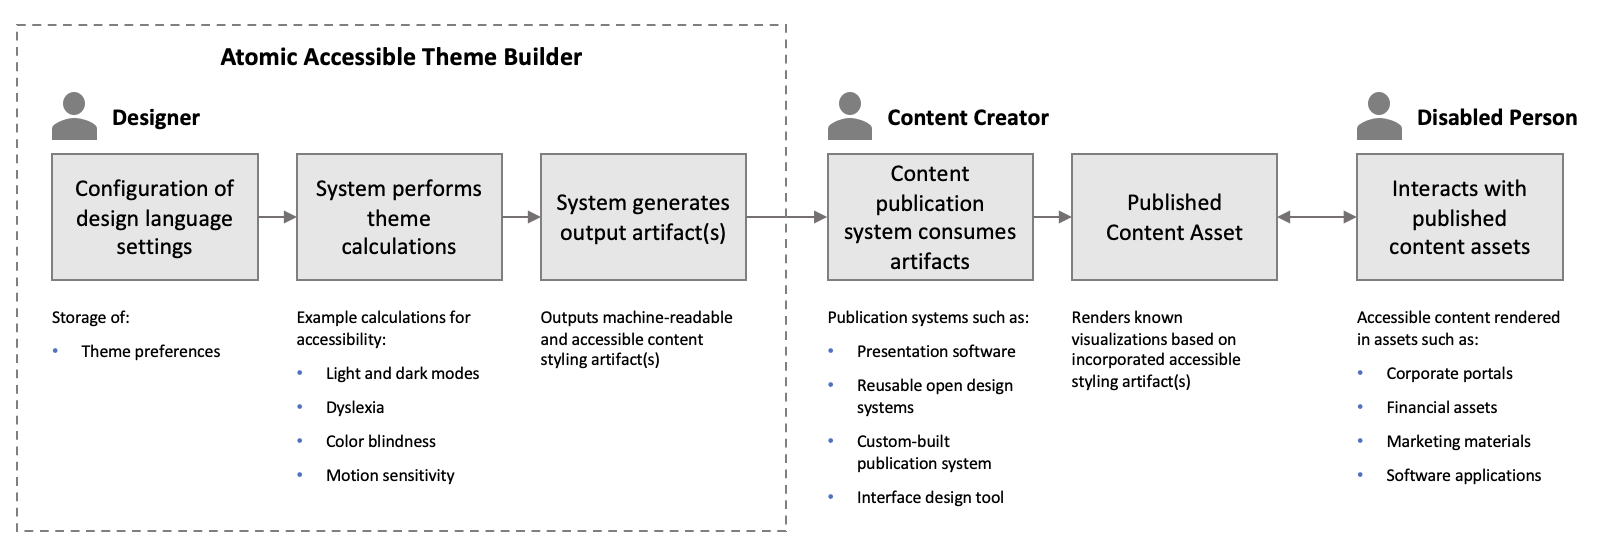 Atomic Accessible Theme Builder
Designer
Configuration of
design language
settings
Storage of:
• Theme preferences
System performs
theme
calculations
Example calculations for
accessibility:
• Light and dark modes
• Dyslexia
• Color blindness
• Motion sensitivity
System generates
output artifact(s)
Outputs machine-readable
and accessible content
styling artifact(s)
Content Creator
Content
publication
system consumes
artifacts
Publication systems such as:
• Presentation software
• Reusable open design
systems
• Custom-built
publication system
• Interface design tool
Published
Content Asset
Renders known
visualizations based on
incorporated accessible
styling artifact(s)
Disabled Person
Interacts with
published
content assets
Accessible content rendered
in assets such as:
• Corporate portals
• Financial assets
• Marketing materials
• Software applications